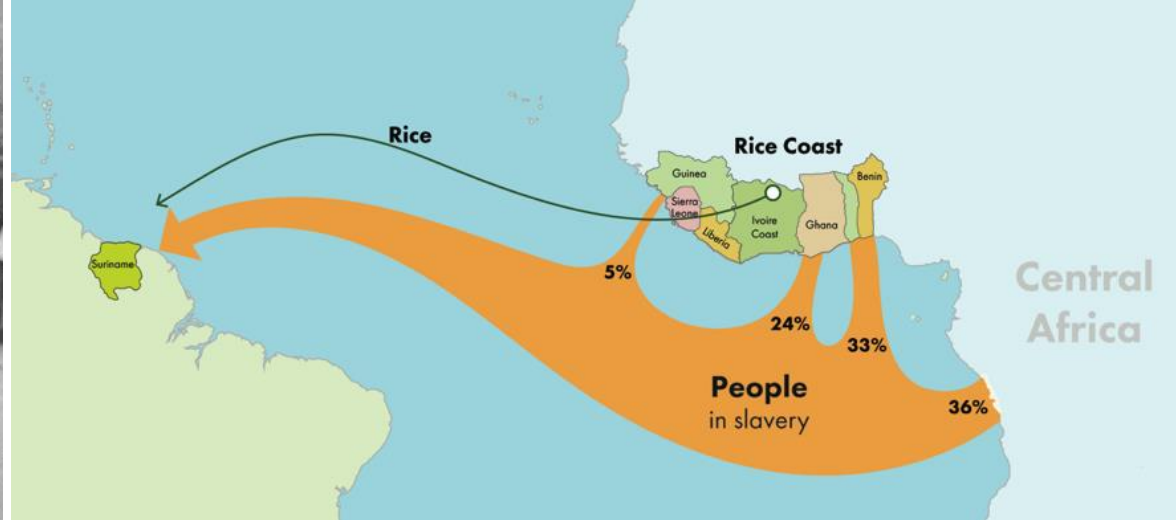 Rice
Rice Coast
Guinea
Benin
Sierra
Leone
Ivoire
Coast
Ghana
Liberia
Suriname
5%
Central
Africa
24%
33%
People
in slavery
36%